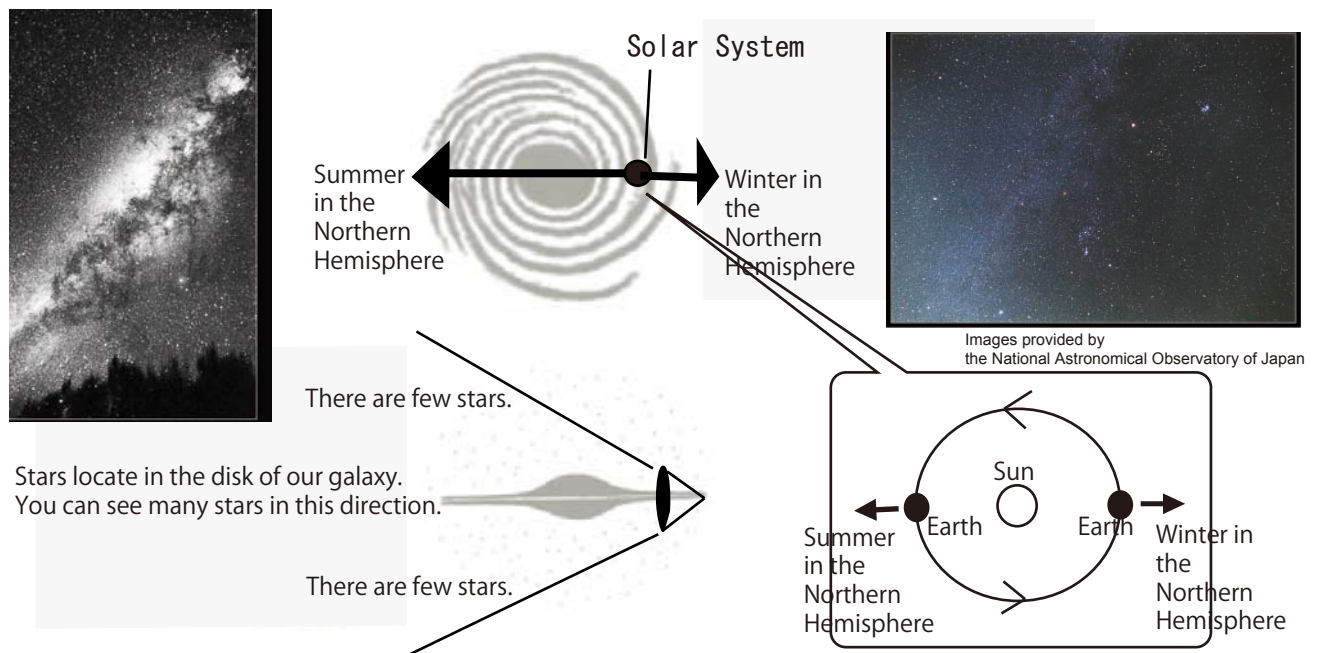 Solar System
Summer
in the
Northern
Hemisphere
Winter in
the
Northern
Hemisphere
Images provided by
the National Astronomical Observatory of Japan
There are few stars.
Stars locate in the disk of our galaxy.
You can see many stars in this direction.
There are few stars.
Sun
Earth
Earth
Summer
in the
Northern
Hemisphere
Winter in
the
Northern
Hemisphere